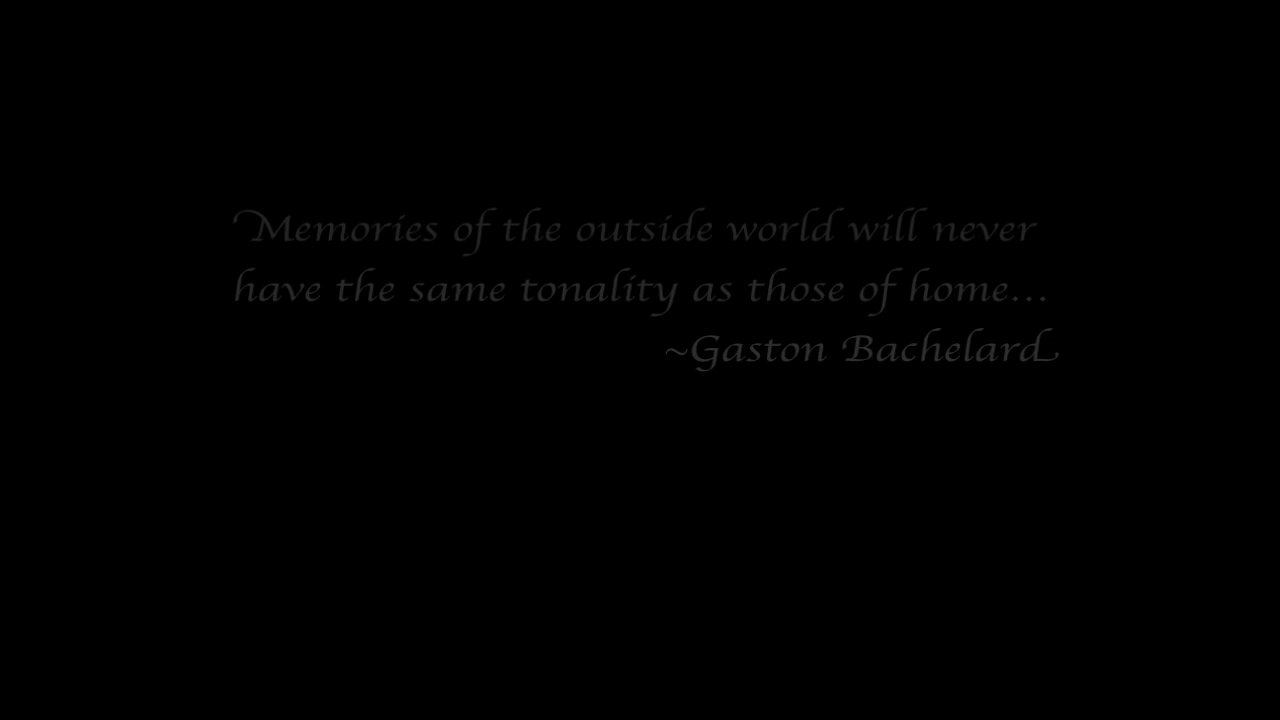 Memories of the outside world will never
have the same tonality as those of home...
~Gaston Bachelard